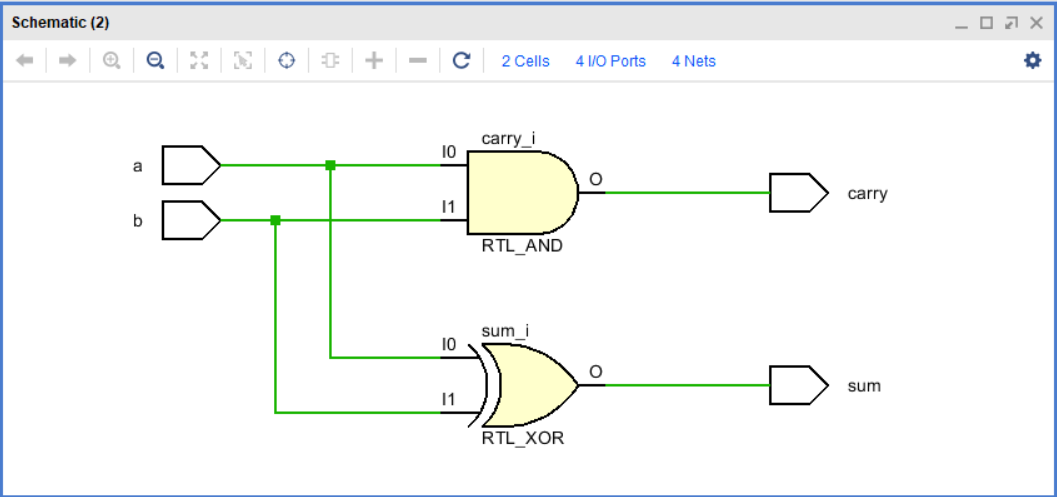 Schematic (2)
2 Cells 4 I/O Ports 4 Nets
carry_i
a I0 O carry
b I1
RTL_AND
sum_i
I0 O sum
I1
RTL_XOR